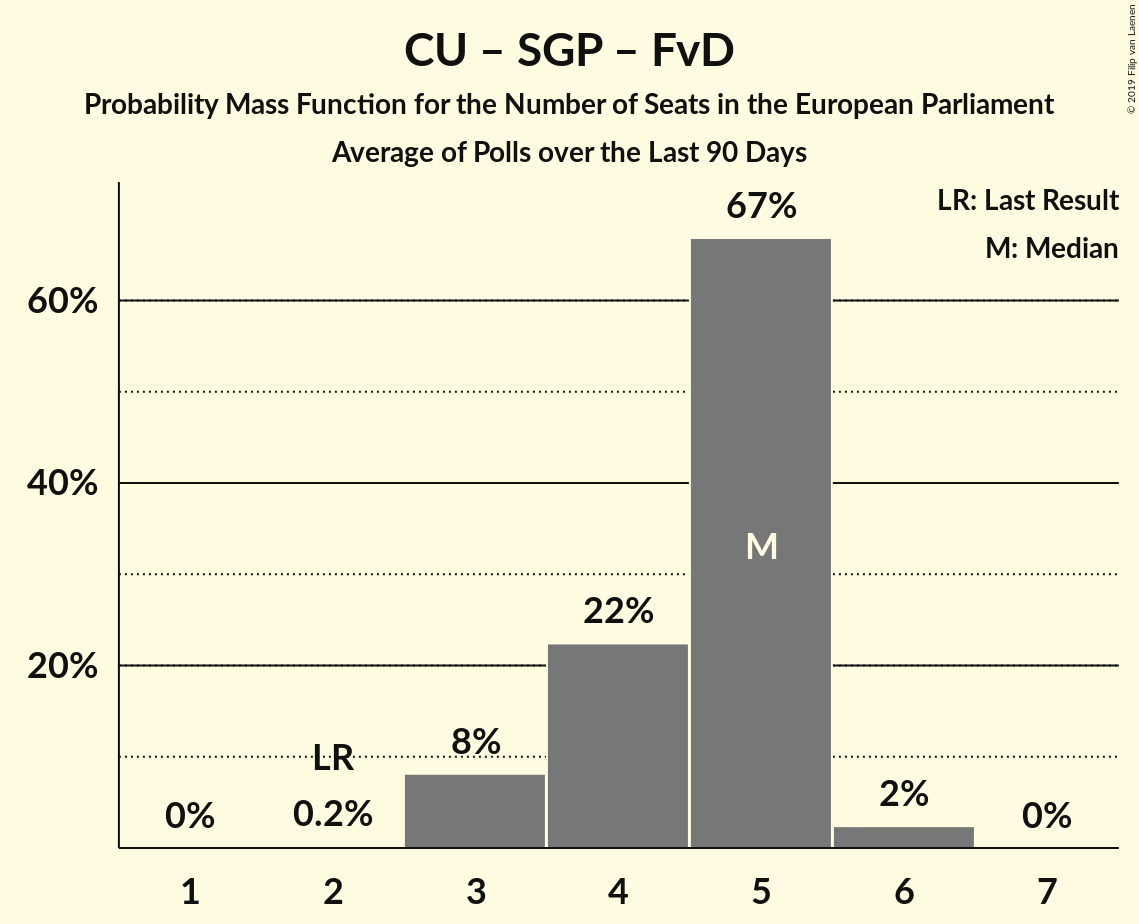 CU – SGP – FvD
Probability Mass Function for the Number of Seats in the European Parliament
Average of Polls over the Last 90 Days
© 2019 Filip van Laenen
LR: Last Result
M: Median
67%
60%
40%
M
22%
20%
8%
LR
2%
0%
0.2%
0%
1 2 3 4 5 6 7